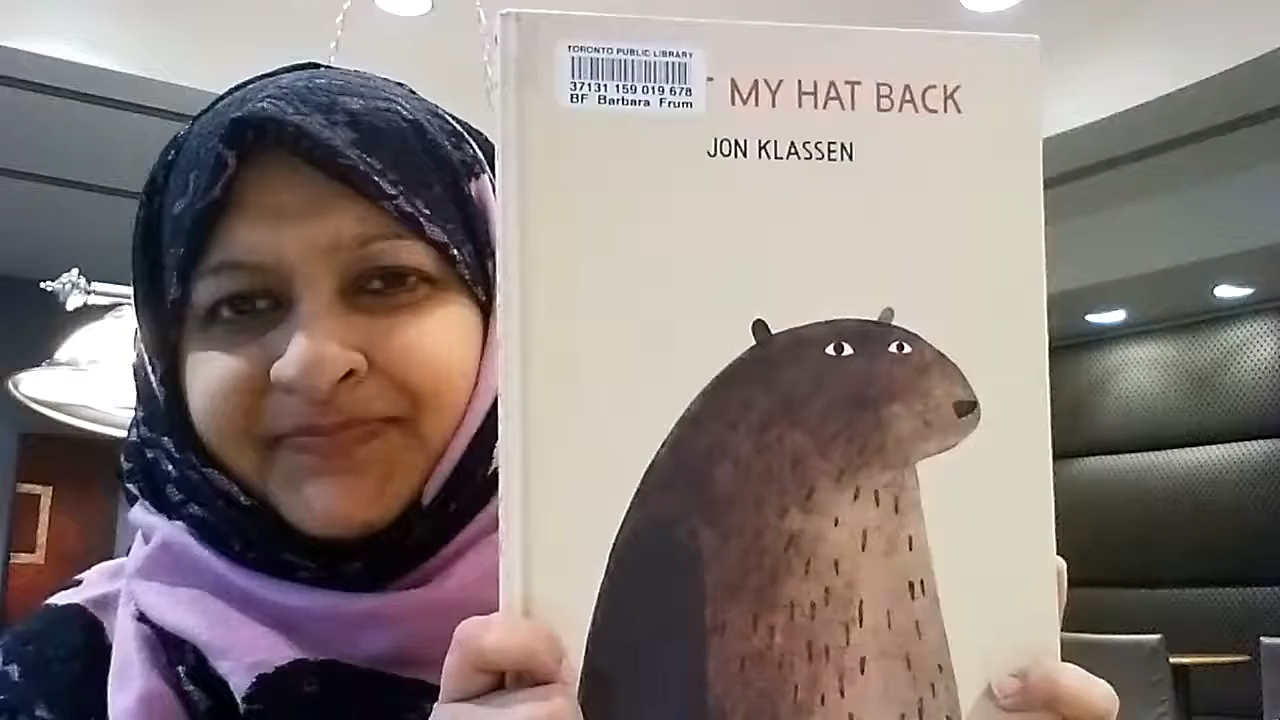 TORONTO PUBLIC LIBRARY
37131 159 019 678
BF Barbara Frum
MY HAT BACK
JON KLASSEN